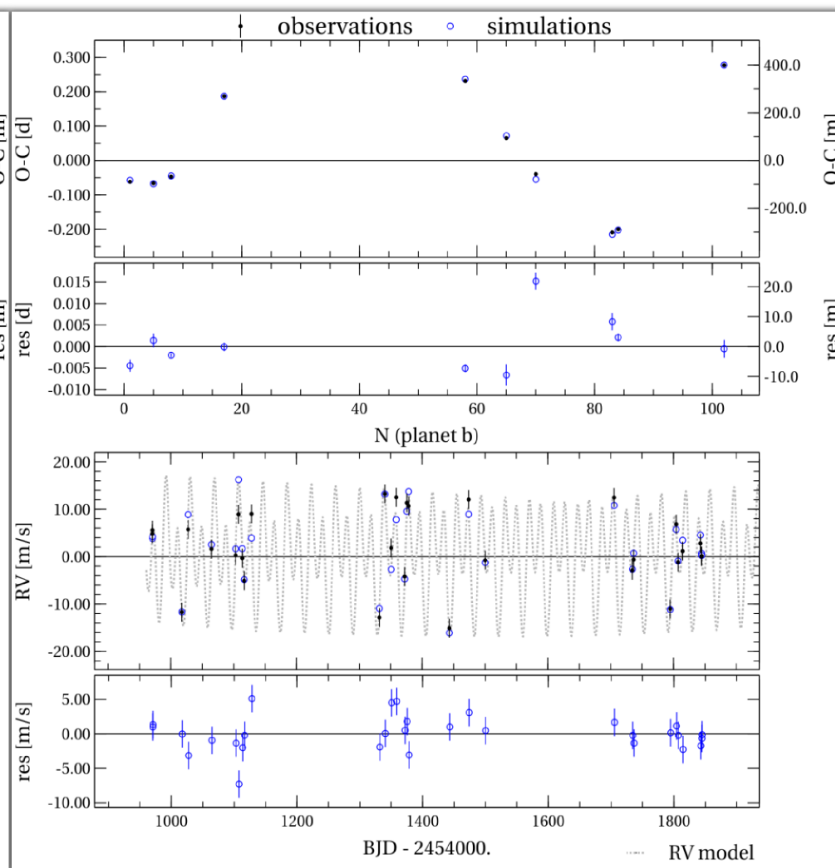 observations simulations
0.300 400.0
0.200 200.0
0.100
0.000 0.0
-0.100
-0.200 -200.0
O-C [d] O-C [m] O-C [m]
0.015 20.0
0.010 10.0
0.005
0.000 0.0
-0.005
-0.010 -10.0
res [m] res [d] res [m]
0 20 40 60 80 100
N (planet b)
20.00
10.00
0.00
-10.00
-20.00
RV [m/s]
5.00
0.00
-5.00
-10.00
res [m/s]
1000 1200 1400 1600 1800
BJD - 2454000.
RV model